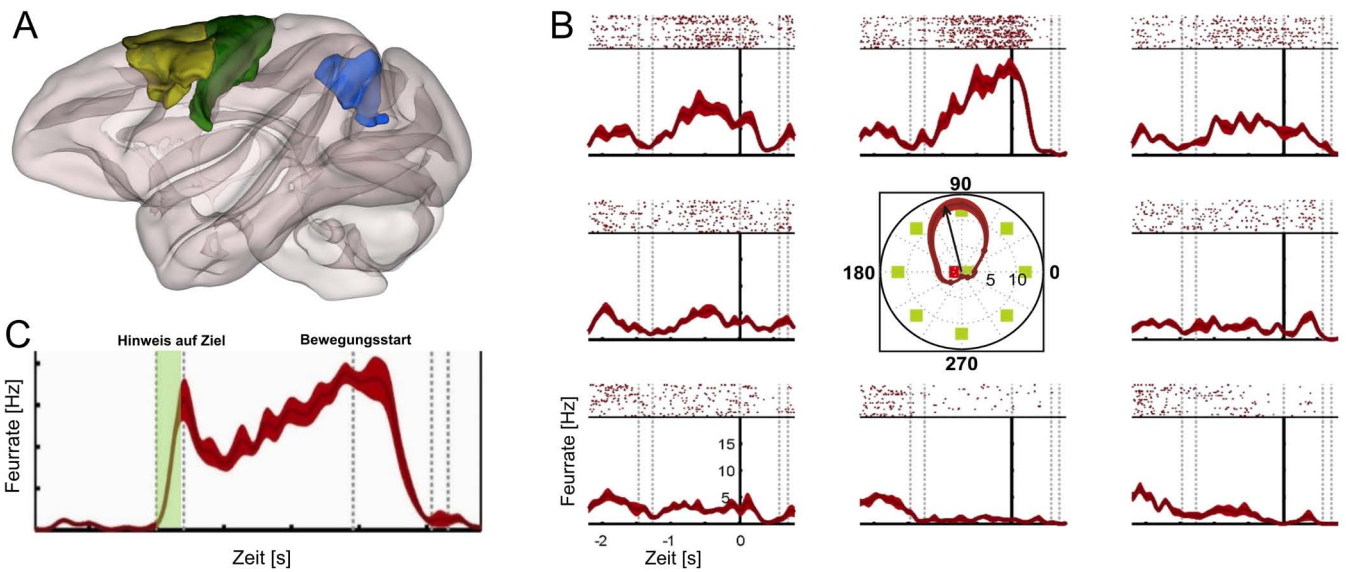 A
B
90
180
5
10
0
270
C
Hinweis auf Ziel
Bewegungsstart
Feurrate [Hz]
Zeit [s]
Feurrate [Hz]
15
10
5
-2
-1
0
Zeit [s]